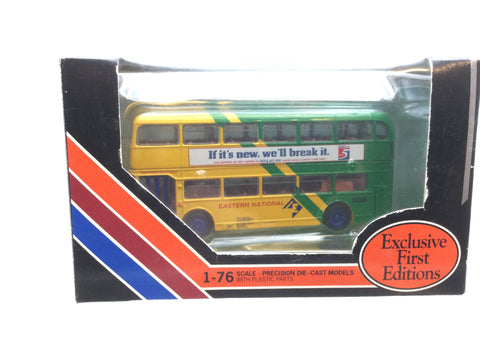 If it's new, we'll break it.
5
EASTERN NATIONAL
Exclusive
First
Editions
1-76 SCALE - PRECISION DIE-CAST MODELS
WITH PLASTIC PARTS